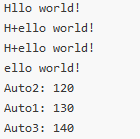 Hllo world!
H+ello world!
H+ello world!
ello world!
Auto2: 120
Auto1: 130
Auto3: 140